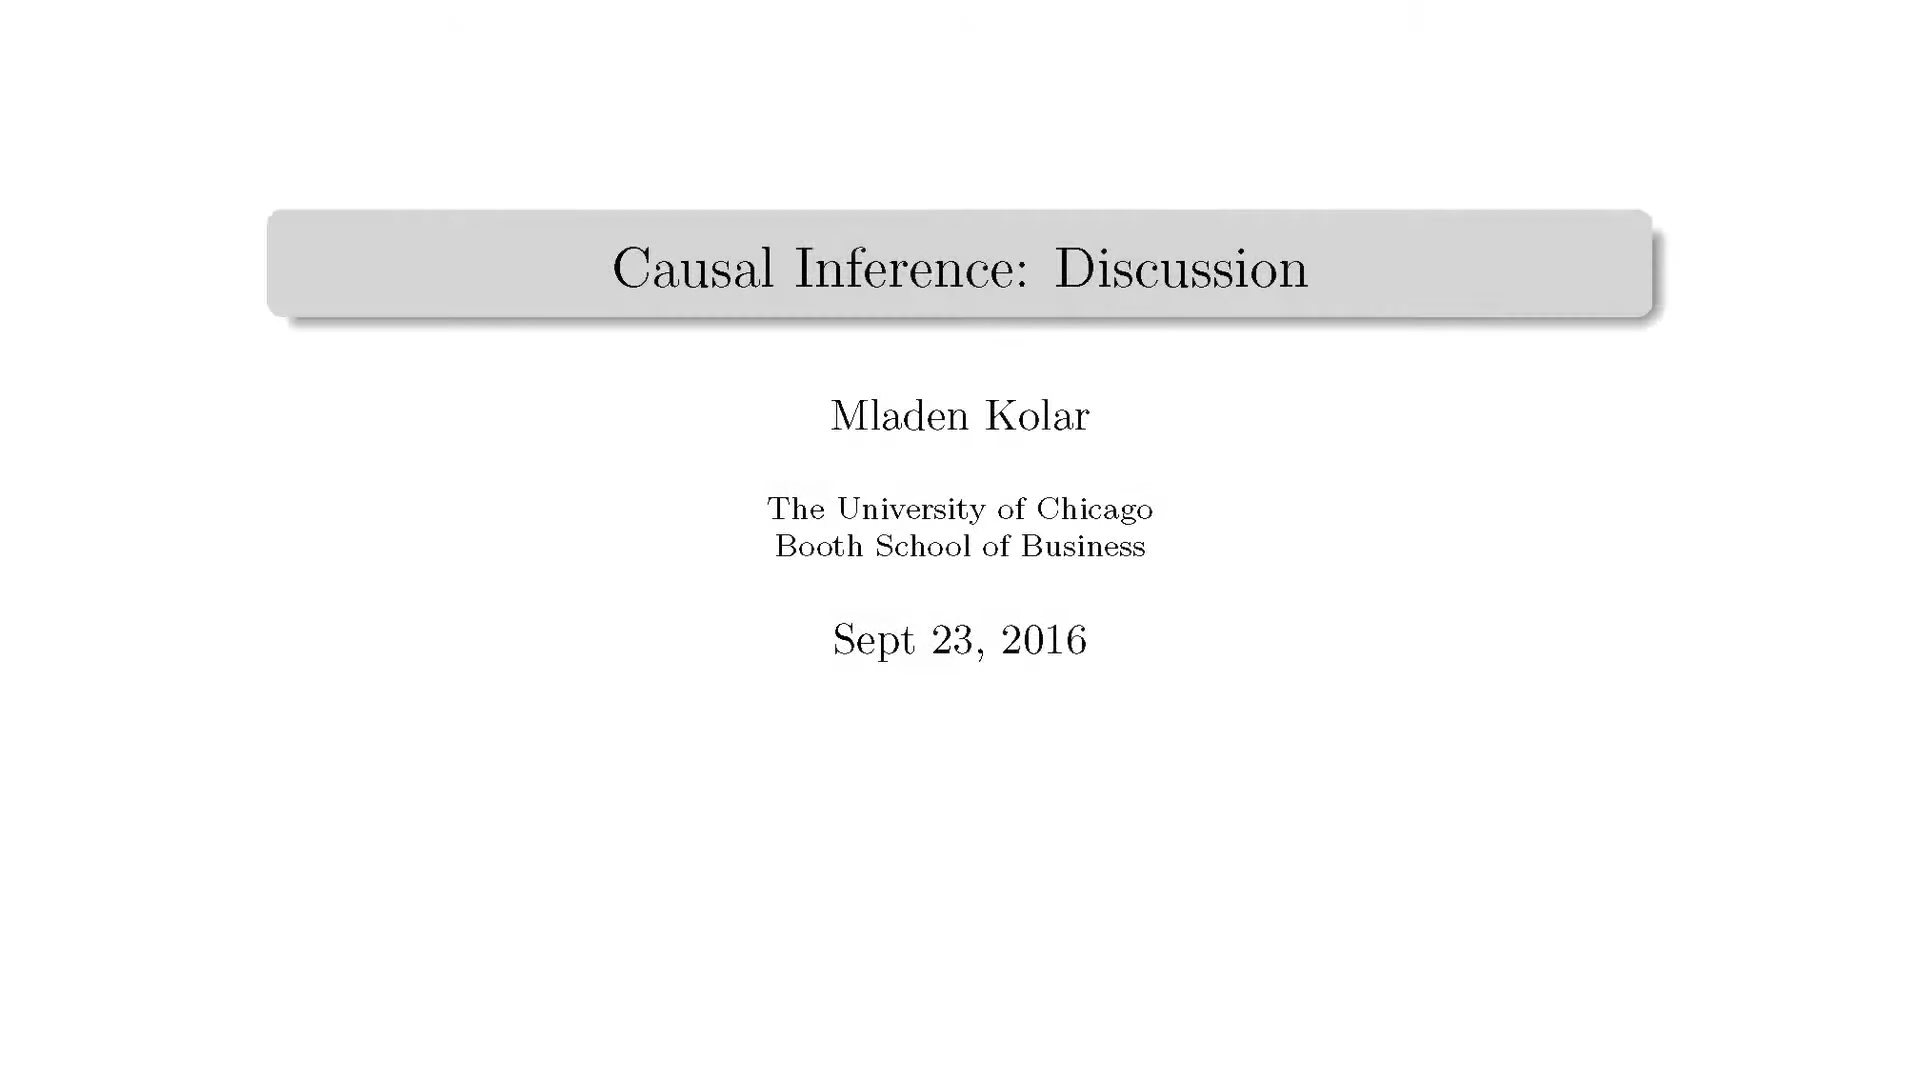 Causal Inference: Discussion
Mladen Kolar
The University of Chicago
Booth School of Business
Sept 23, 2016